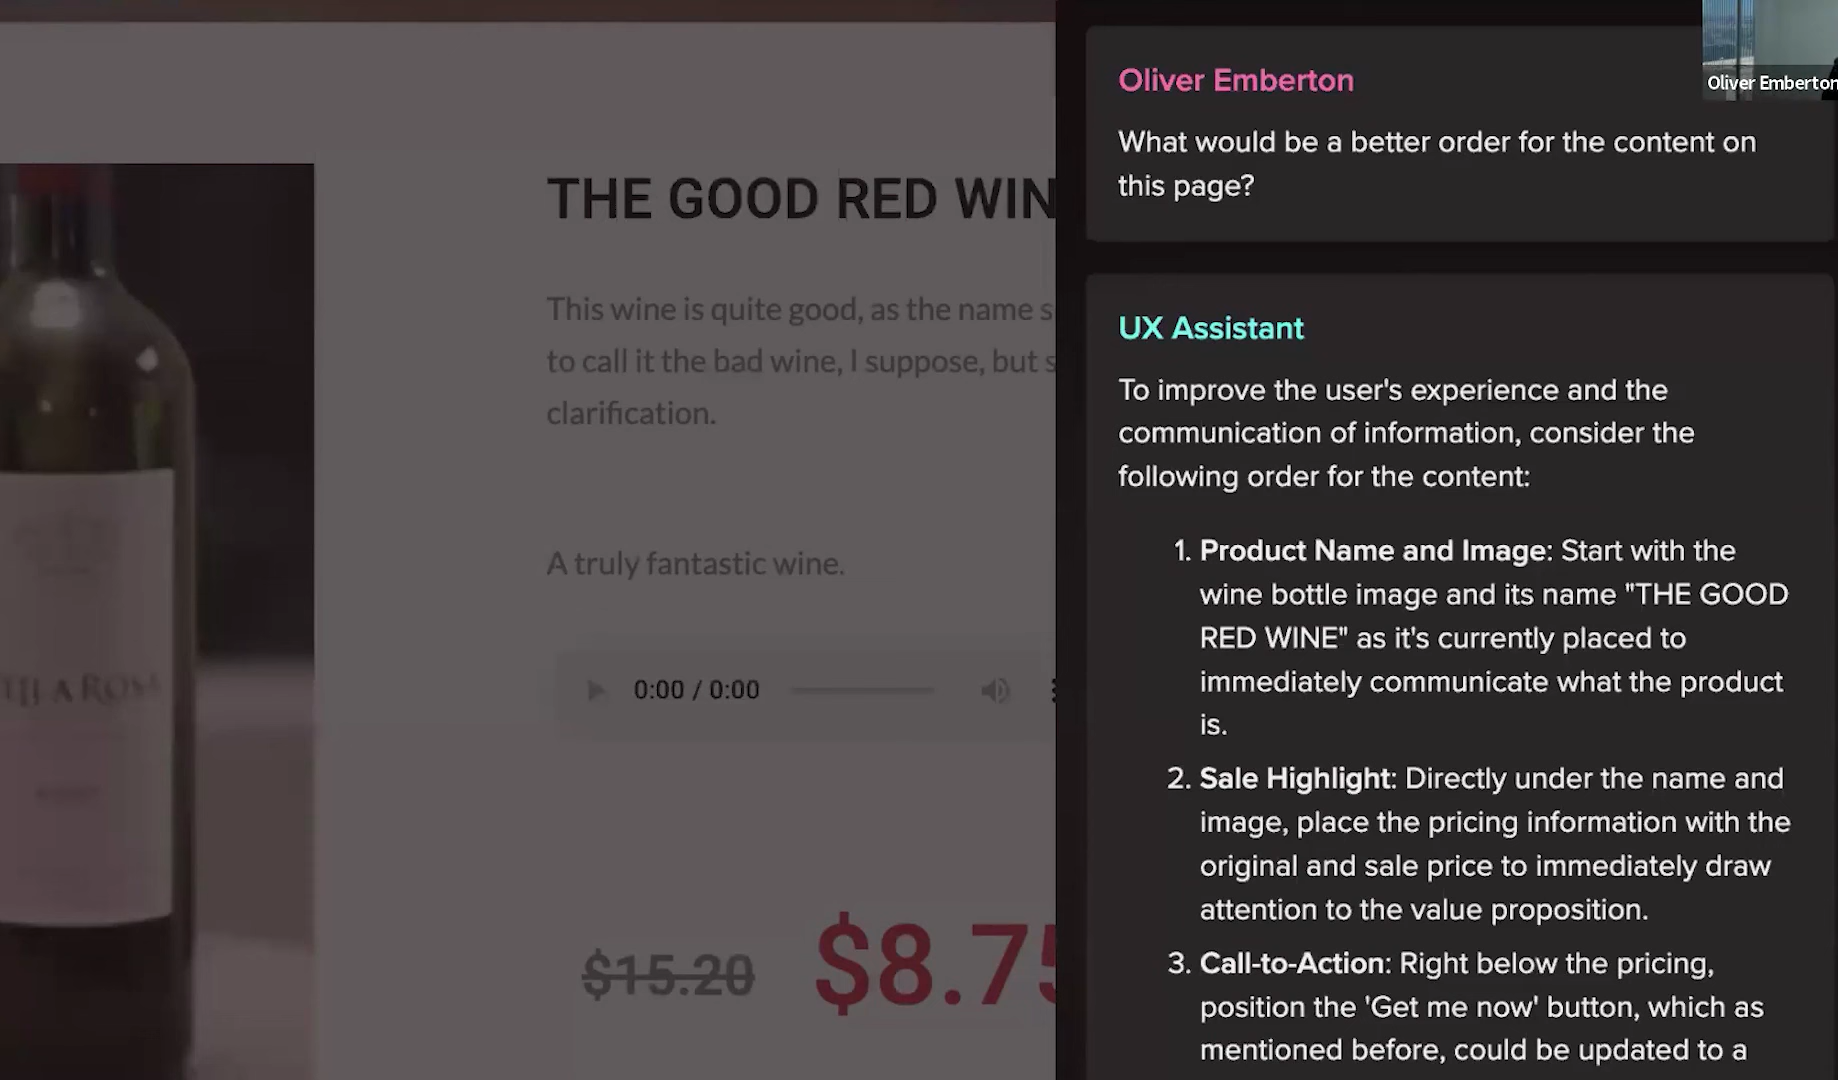 THE GOOD RED WIN
This wine is quite good, as the name s
to call it the bad wine, I suppose, but s
clarification.
A truly fantastic wine.
0:00 / 0:00
$15.20
$8.75
Oliver Emberton
What would be a better order for the content on
this page?
Oliver Emberton
UX Assistant
To improve the user's experience and the
communication of information, consider the
following order for the content:
1. Product Name and Image: Start with the
wine bottle image and its name "THE GOOD
RED WINE" as it's currently placed to
immediately communicate what the product
is.
2. Sale Highlight: Directly under the name and
image, place the pricing information with the
original and sale price to immediately draw
attention to the value proposition.
3. Call-to-Action: Right below the pricing,
position the 'Get me now' button, which as
mentioned before, could be updated to a